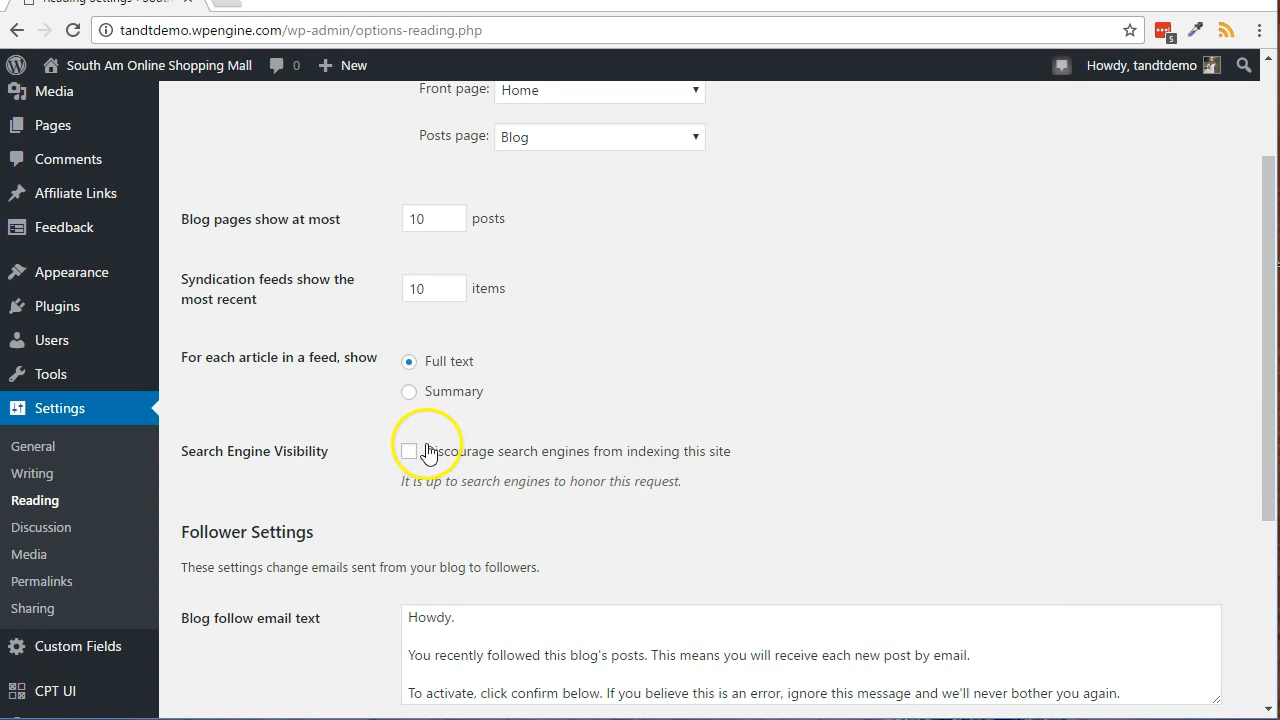 Reading Settings ‹ South
tandtdemo.wpengine.com/wp-admin/options-reading.php
S
South Am Online Shopping Mall 0 New Howdy, tandtdemo
Media
Pages
Comments
Affiliate Links
Feedback
Appearance
Plugins
Users
Tools
Settings
General
Writing
Reading
Discussion
Media
Permalinks
Sharing
Custom Fields
CPT UI
Front page: Home
Posts page: Blog
Blog pages show at most 10 posts
Syndication feeds show the
most recent 10 items
For each article in a feed, show Full text
Summary
Search Engine Visibility Discourage search engines from indexing this site
It is up to search engines to honor this request.
Follower Settings
These settings change emails sent from your blog to followers.
Blog follow email text
Howdy.
You recently followed this blog's posts. This means you will receive each new post by email.
To activate, click confirm below. If you believe this is an error, ignore this message and we'll never bother you again.